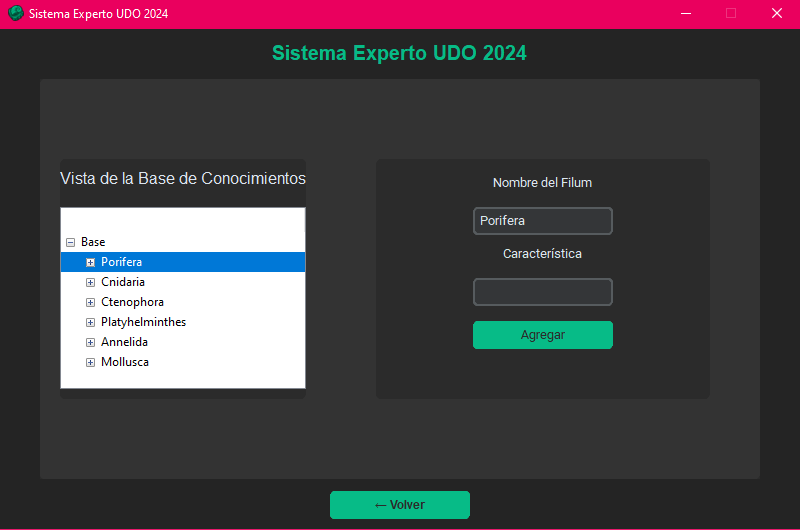 Sistema Experto UDO 2024
Sistema Experto UDO 2024
Vista de la Base de Conocimientos
Base
Porifera
Cnidaria
Ctenophora
Platyhelminthes
Annelida
Mollusca
Nombre del Filum
Porifera
Característica
Agregar
← Volver